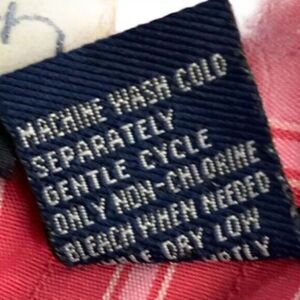 MACHINE WASH COLD
SEPARATELY
GENTLE CYCLE
ONLY NON-CHLORINE
BLEACH WHEN NEEDED
DRY LOW